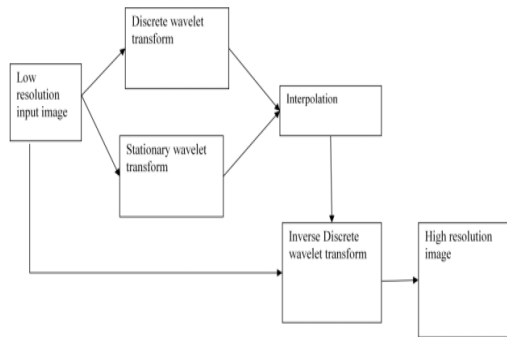 Discrete wavelet
transform
Low
resolution
input image
Interpolation
Stationary wavelet
transform
Inverse Discrete
wavelet transform
High resolution
image